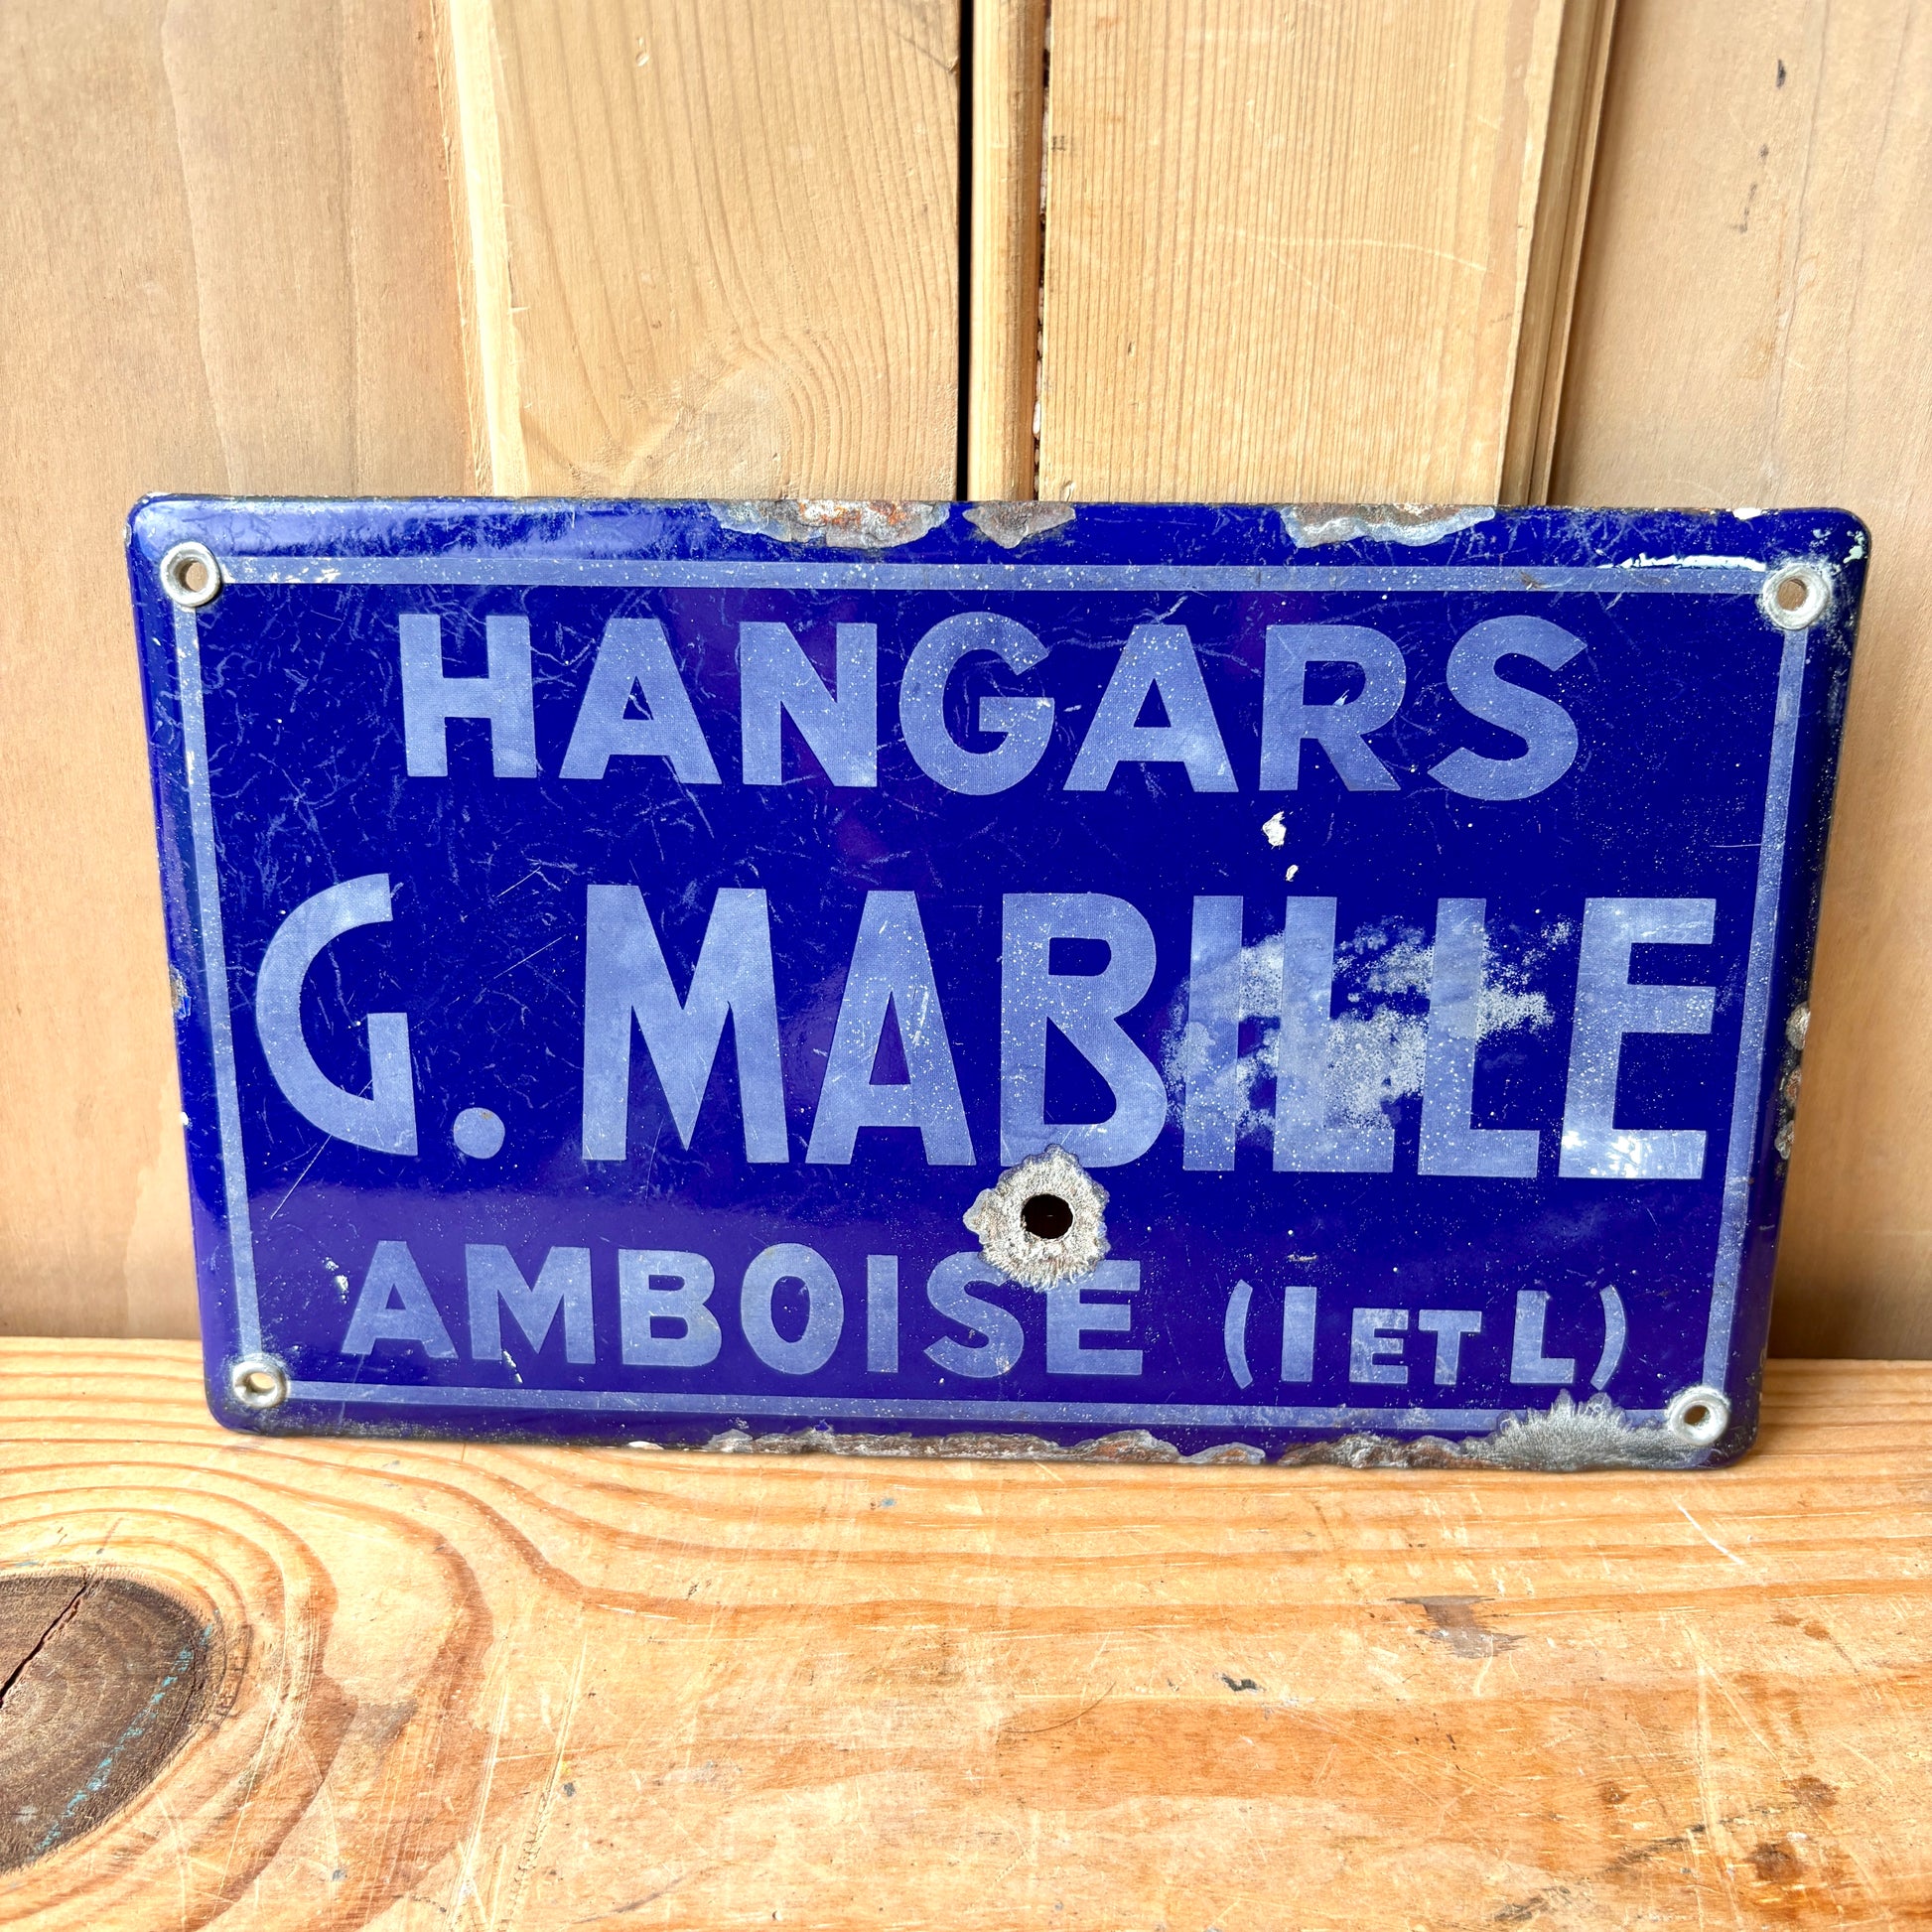 HANGARS
G. MABILLE
AMBOISE (I ET L)